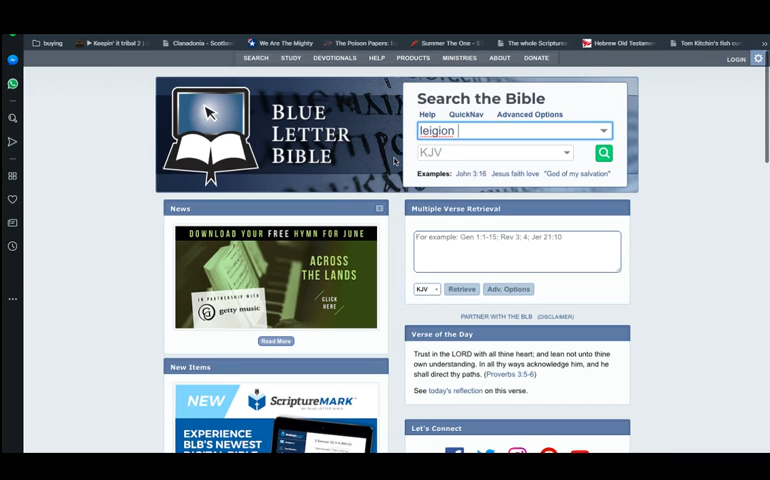 buying
Keepin' it tribal 2 |
Clanadonia - Scotlan
We Are The Mighty
The Poison Papers: E
Summer The One - S
The whole Scripture
Hebrew Old Testame
Tom Kitchin's fish cu
»
SEARCH STUDY DEVOTIONALS HELP PRODUCTS MINISTRIES ABOUT DONATE
LOGIN
BLUE
LETTER
BIBLE
Search the Bible
Help QuickNav Advanced Options
leigion
KJV
Examples: John 3:16 Jesus faith love "God of my salvation"
News
DOWNLOAD YOUR FREE HYMN FOR JUNE
ACROSS
THE LANDS
CLICK
HERE
IN PARTNERSHIP WITH
getty music
Read More
New Items
NEW
SCRIPTUREMARK
BY BLUE LETTER BIBLE
EXPERIENCE
BLB'S NEWEST
DIGITAL BIBLE
Multiple Verse Retrieval
For example: Gen 1:1-15; Rev 3; 4; Jer 21:10
KJV Retrieve Adv. Options
PARTNER WITH THE BLB (DISCLAIMER)
Verse of the Day
Trust in the LORD with all thine heart; and lean not unto thine
own understanding. In all thy ways acknowledge him, and he
shall direct thy paths. (Proverbs 3:5-6)
See today's reflection on this verse.
Let's Connect